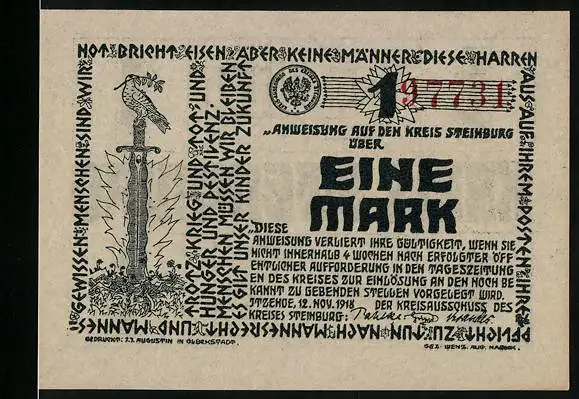 NOT BRICHT EISEN ABER KEINE MÄNNER DIESE HARREN
AUS AUF IHREM POSTEN IHRE
PFLICHT ZU TUN NACH MANNESRECHT UND MANNES
GEWISSEN MENSCHEN SIND WIR
TROTZ KRIEG UND TOT UND
HUNGER UND PESTILENZ.
MENSCHEN MÜSSEN WIR BLEIBEN
ES GILT UNSER KINDER ZUKUNFT
1 97731
„ANWEISUNG AUF DEN KREIS STEINBURG
ÜBER
EINE
MARK
DIESE
ANWEISUNG VERLIERT IHRE GÜLTIGKEIT, WENN SIE
NICHT INNERHALB 4 WOCHEN NACH ERFOLGTER ÖFF
ENTLICHER AUFFORDERUNG IN DEN TAGESZEITUNG
EN DES KREISES ZUR EINLÖSUNG AN DEN NOCH BE
KANNT ZU GEBENDEN STELLEN VORGELEGT WIRD.
ITZEHOE, 12. NOV. 1918. DER KREISAUSSCHUSS DES
KREISES STEINBURG:
GEDRUCKT: J.J. AUGUSTIN IN GLÜCKSTADT.
GEZ. WENZ. AUG. HABLIK.